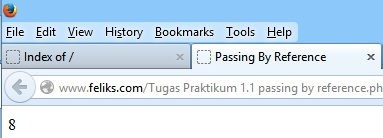 File Edit View History Bookmarks Tools Help
Index of / × Passing By Reference
www.feliks.com/Tugas Praktikum 1.1 passing by reference.ph
8